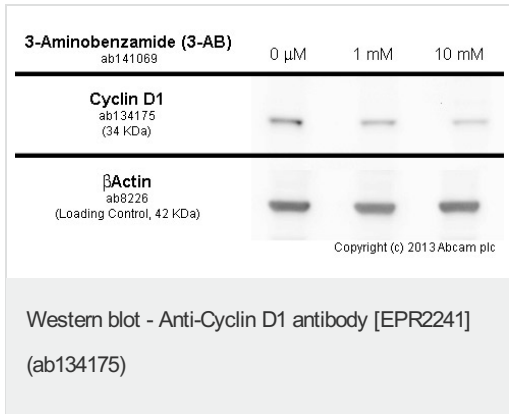 3-Aminobenzamide (3-AB)
ab141069
0 µM 1 mM 10 mM
Cyclin D1
ab134175
(34 KDa)
βActin
ab8226
(Loading Control, 42 KDa)
Copyright (c) 2013 Abcam plc
Western blot - Anti-Cyclin D1 antibody [EPR2241]
(ab134175)